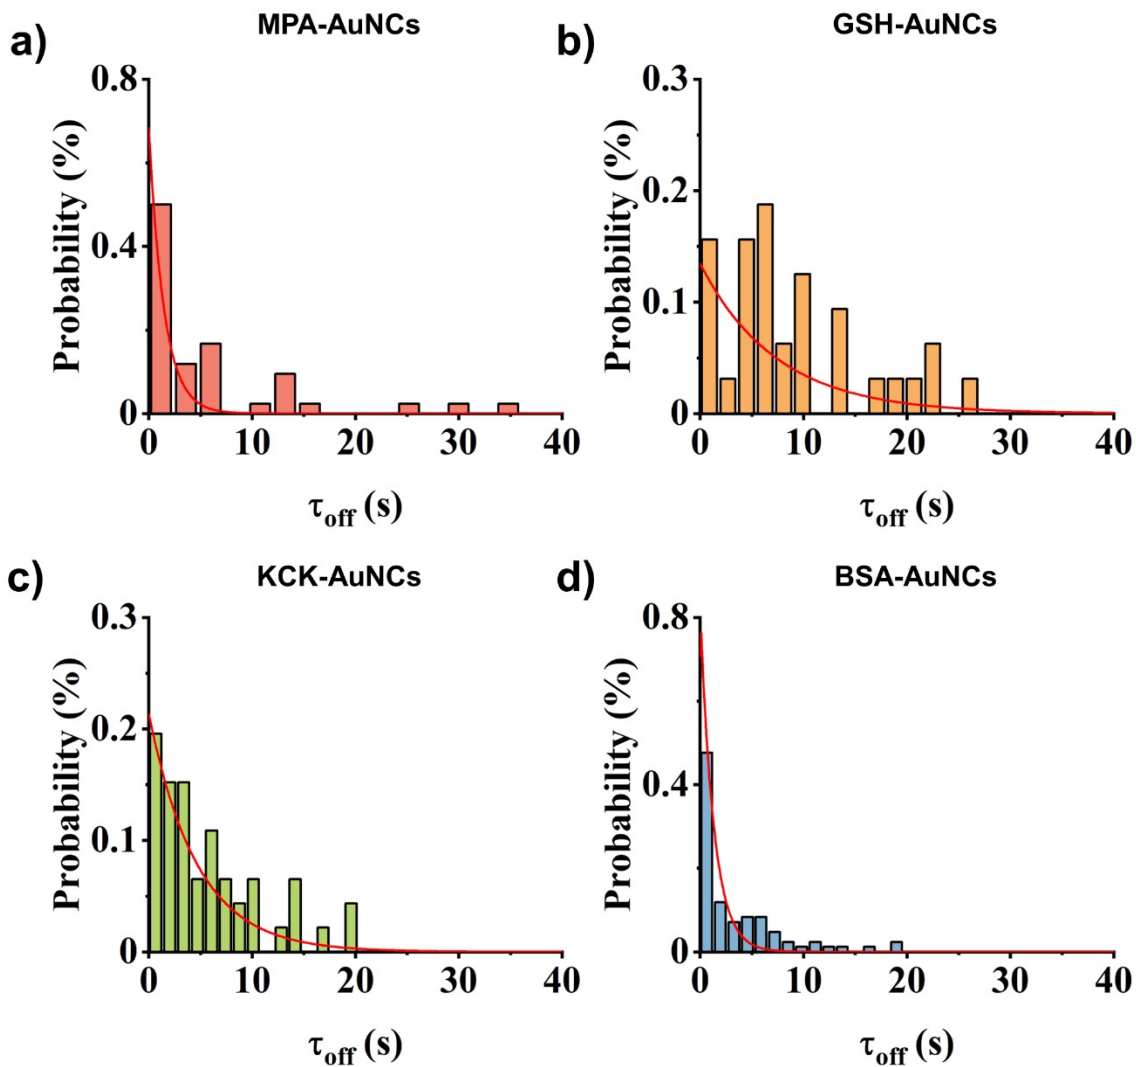 a)
MPA-AuNCs
Probability (%)
0.8
0.4
0
0 10 20 30 40
τoff (s)
b)
GSH-AuNCs
Probability (%)
0.3
0.2
0.1
0
0 10 20 30 40
τoff (s)
c)
KCK-AuNCs
Probability (%)
0.3
0.2
0.1
0
0 10 20 30 40
τoff (s)
d)
BSA-AuNCs
Probability (%)
0.8
0.4
0
0 10 20 30 40
τoff (s)